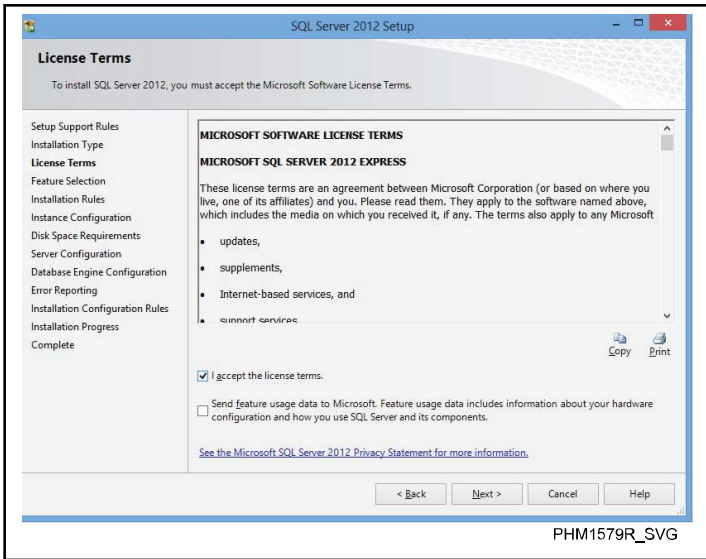 SQL Server 2012 Setup
License Terms
To install SQL Server 2012, you must accept the Microsoft Software License Terms.
Setup Support Rules
Installation Type
License Terms
Feature Selection
Installation Rules
Instance Configuration
Disk Space Requirements
Server Configuration
Database Engine Configuration
Error Reporting
Installation Configuration Rules
Installation Progress
Complete
MICROSOFT SOFTWARE LICENSE TERMS
MICROSOFT SQL SERVER 2012 EXPRESS
These license terms are an agreement between Microsoft Corporation (or based on where you
live, one of its affiliates) and you. Please read them. They apply to the software named above,
which includes the media on which you received it, if any. The terms also apply to any Microsoft
• updates,
• supplements,
• Internet-based services, and
• support services
Copy Print
I accept the license terms.
Send feature usage data to Microsoft. Feature usage data includes information about your hardware
configuration and how you use SQL Server and its components.
See the Microsoft SQL Server 2012 Privacy Statement for more information.
< Back Next > Cancel Help
PHM1579R_SVG